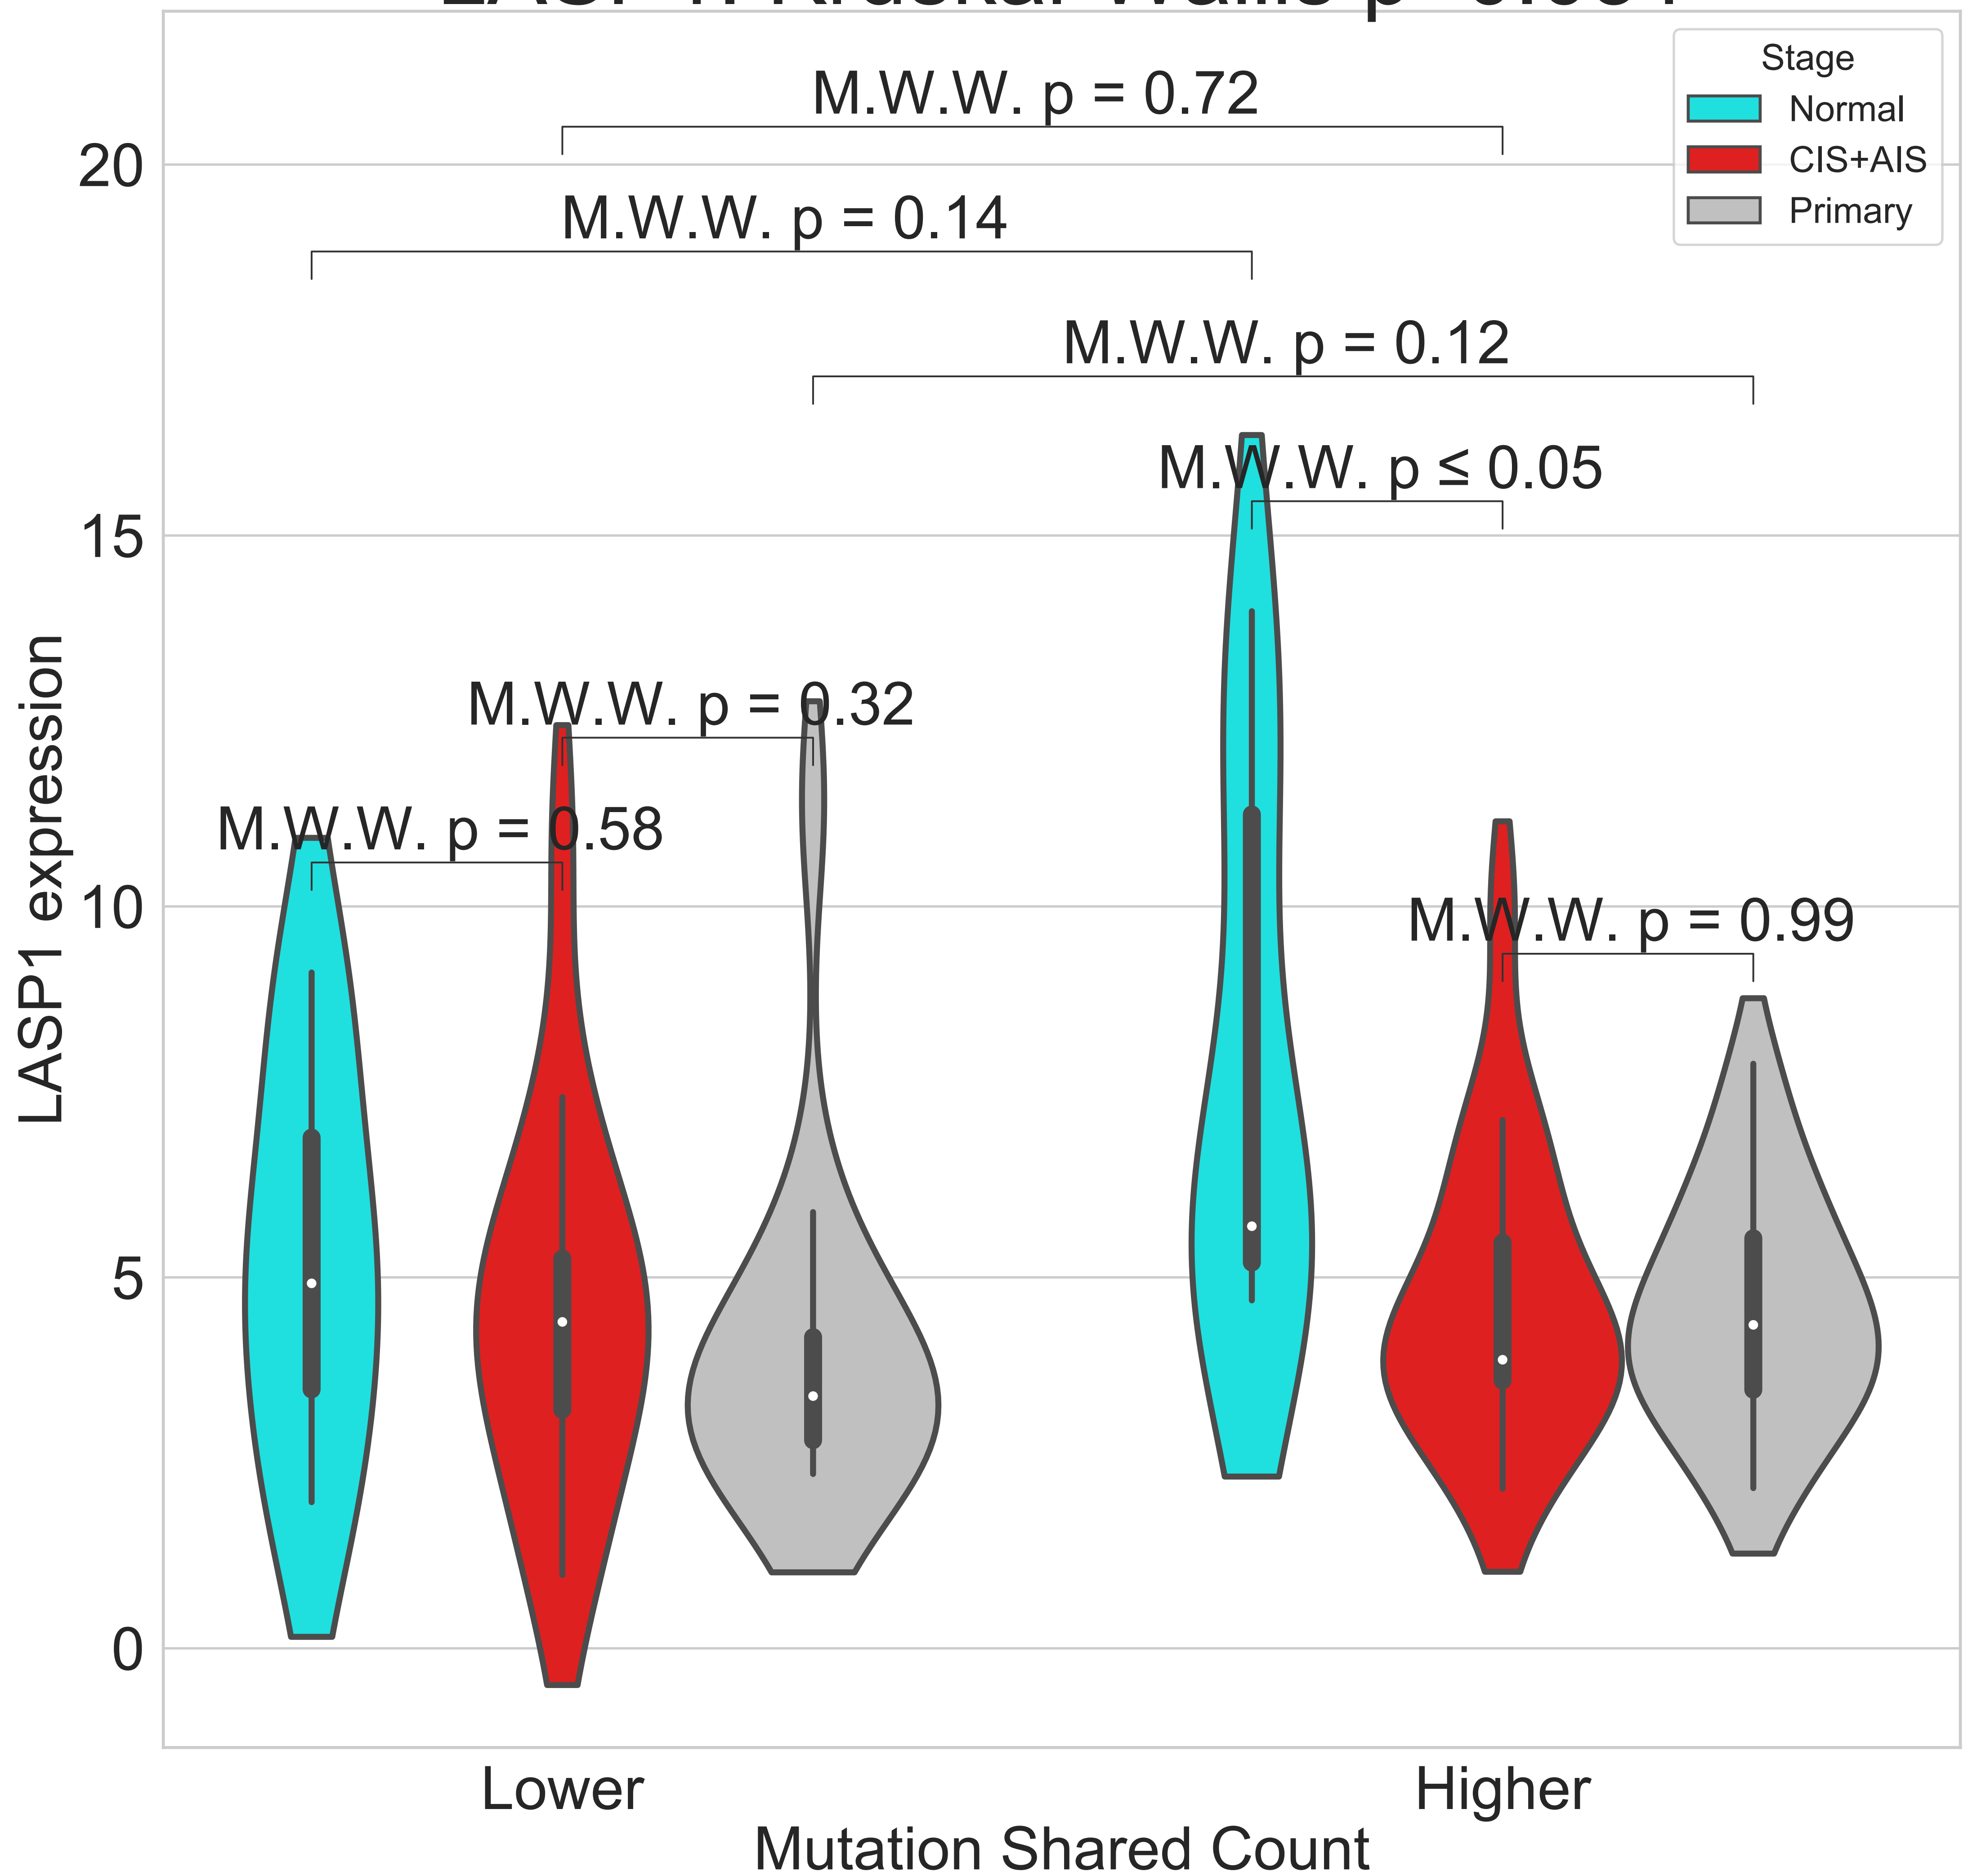 Stage
Normal
CIS+AIS
Primary
M.W.W. p = 0.72
M.W.W. p = 0.14
M.W.W. p = 0.12
M.W.W. p ≤ 0.05
M.W.W. p = 0.32
M.W.W. p = 0.58
M.W.W. p = 0.99
20
15
10
5
0
LASP1 expression
Lower
Higher
Mutation Shared Count